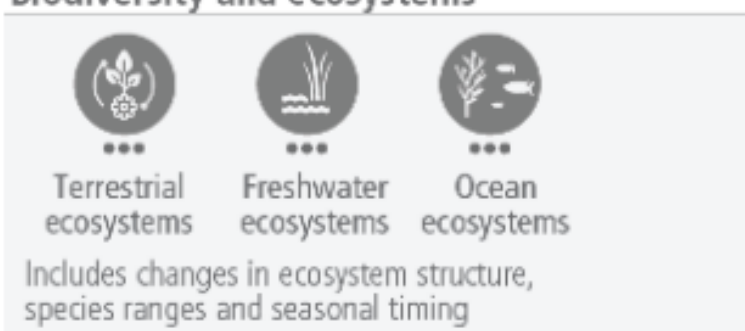 Biodiversity and ecosystems
Terrestrial ecosystems
Freshwater ecosystems
Ocean ecosystems
Includes changes in ecosystem structure,
species ranges and seasonal timing